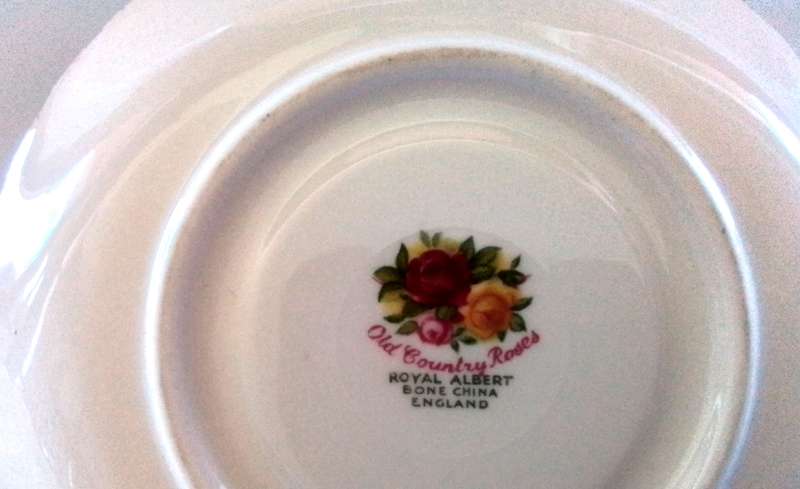 Old Country Roses
ROYAL ALBERT
BONE CHINA
ENGLAND